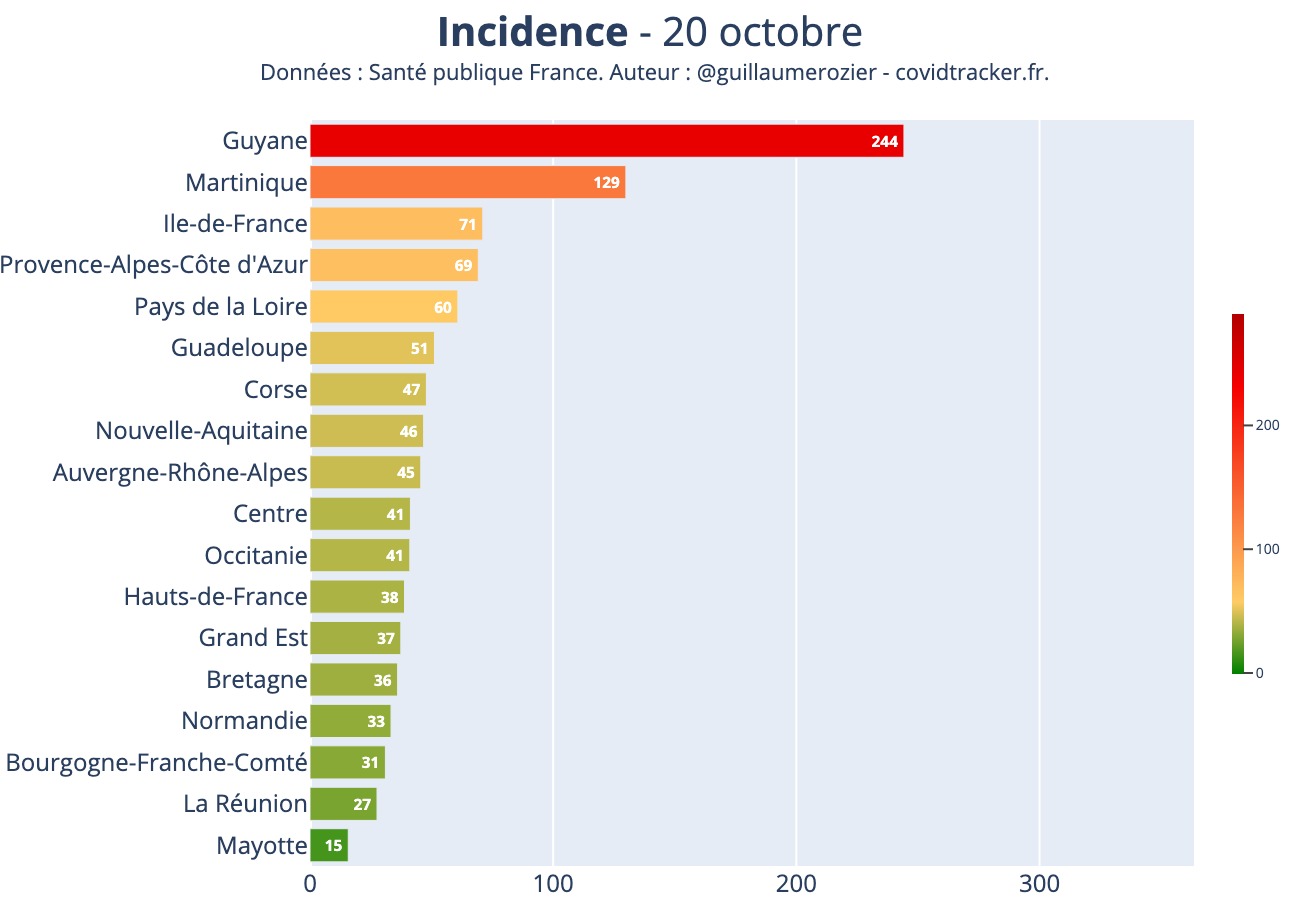 Incidence - 20 octobre
Données : Santé publique France. Auteur : @guillaumerozier - covidtracker.fr.
Guyane 244
Martinique 129
Ile-de-France 71
Provence-Alpes-Côte d'Azur 69
Pays de la Loire 60
Guadeloupe 51
Corse 47
Nouvelle-Aquitaine 46
Auvergne-Rhône-Alpes 45
Centre 41
Occitanie 41
Hauts-de-France 38
Grand Est 37
Bretagne 36
Normandie 33
Bourgogne-Franche-Comté 31
La Réunion 27
Mayotte 15
0 100 200 300
200
100
0